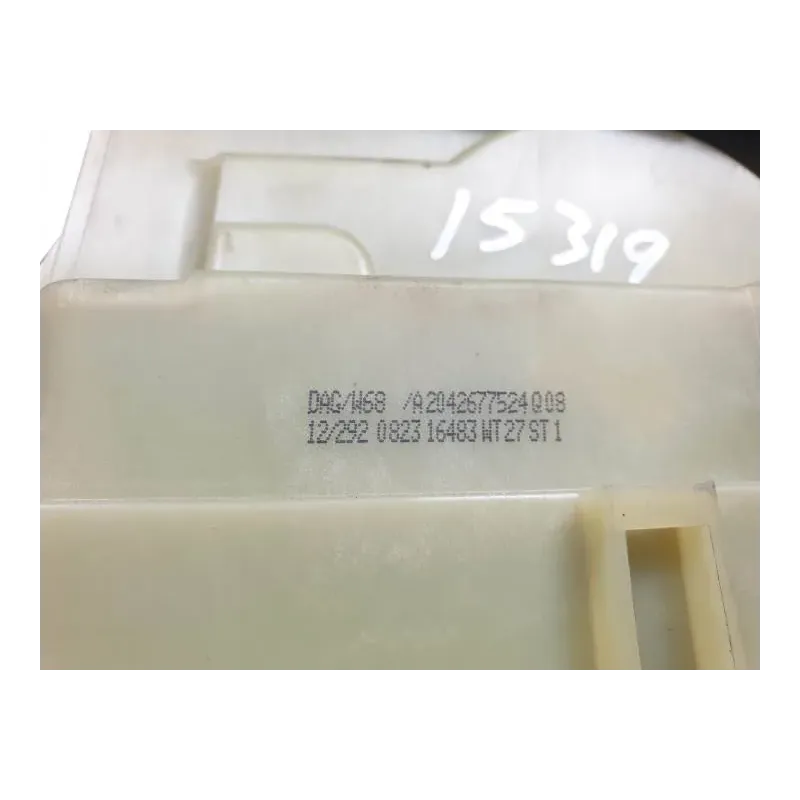 15319
DAG/W68 /A2042677524Q08
12/292 0823 16483 WT27 ST1